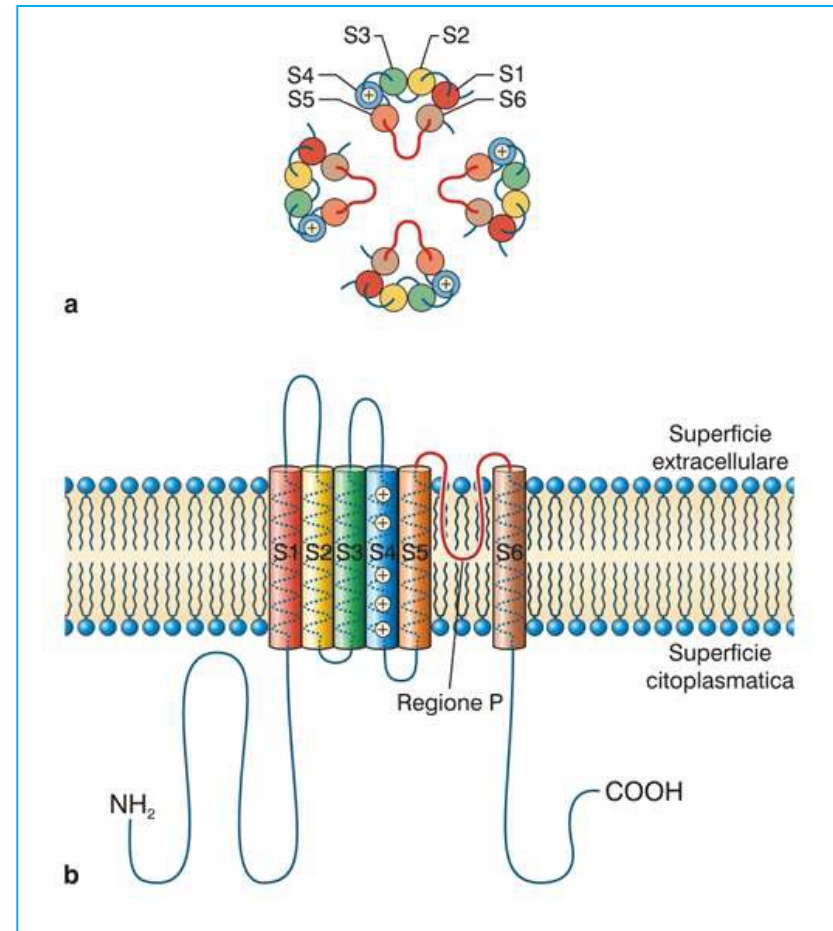 S3 S2
S4 S1
S5 S6
+
+
+
+
a
Superficie
extracellulare
+
+
S1 S2 S3 S4 S5 S6
+
+
+
Superficie
citoplasmatica
Regione P
NH₂
COOH
b